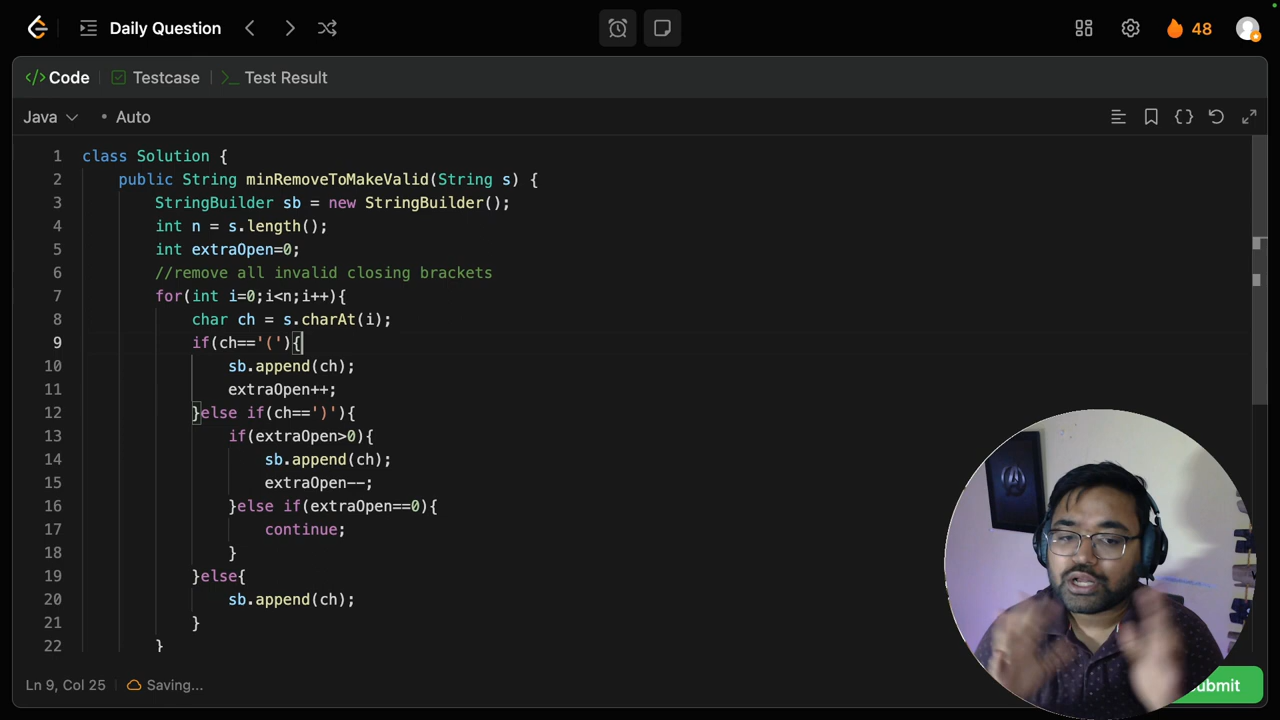 Daily Question
48
</> Code
Testcase
>_ Test Result
Java
• Auto
1 class Solution {
2 public String minRemoveToMakeValid(String s) {
3 StringBuilder sb = new StringBuilder();
4 int n = s.length();
5 int extraOpen=0;
6 //remove all invalid closing brackets
7 for(int i=0;i<n;i++){
8 char ch = s.charAt(i);
9 if(ch=='('){
10 sb.append(ch);
11 extraOpen++;
12 }else if(ch==')'){
13 if(extraOpen>0){
14 sb.append(ch);
15 extraOpen--;
16 }else if(extraOpen==0){
17 continue;
18 }
19 }else{
20 sb.append(ch);
21 }
22 }
Ln 9, Col 25
Saving...